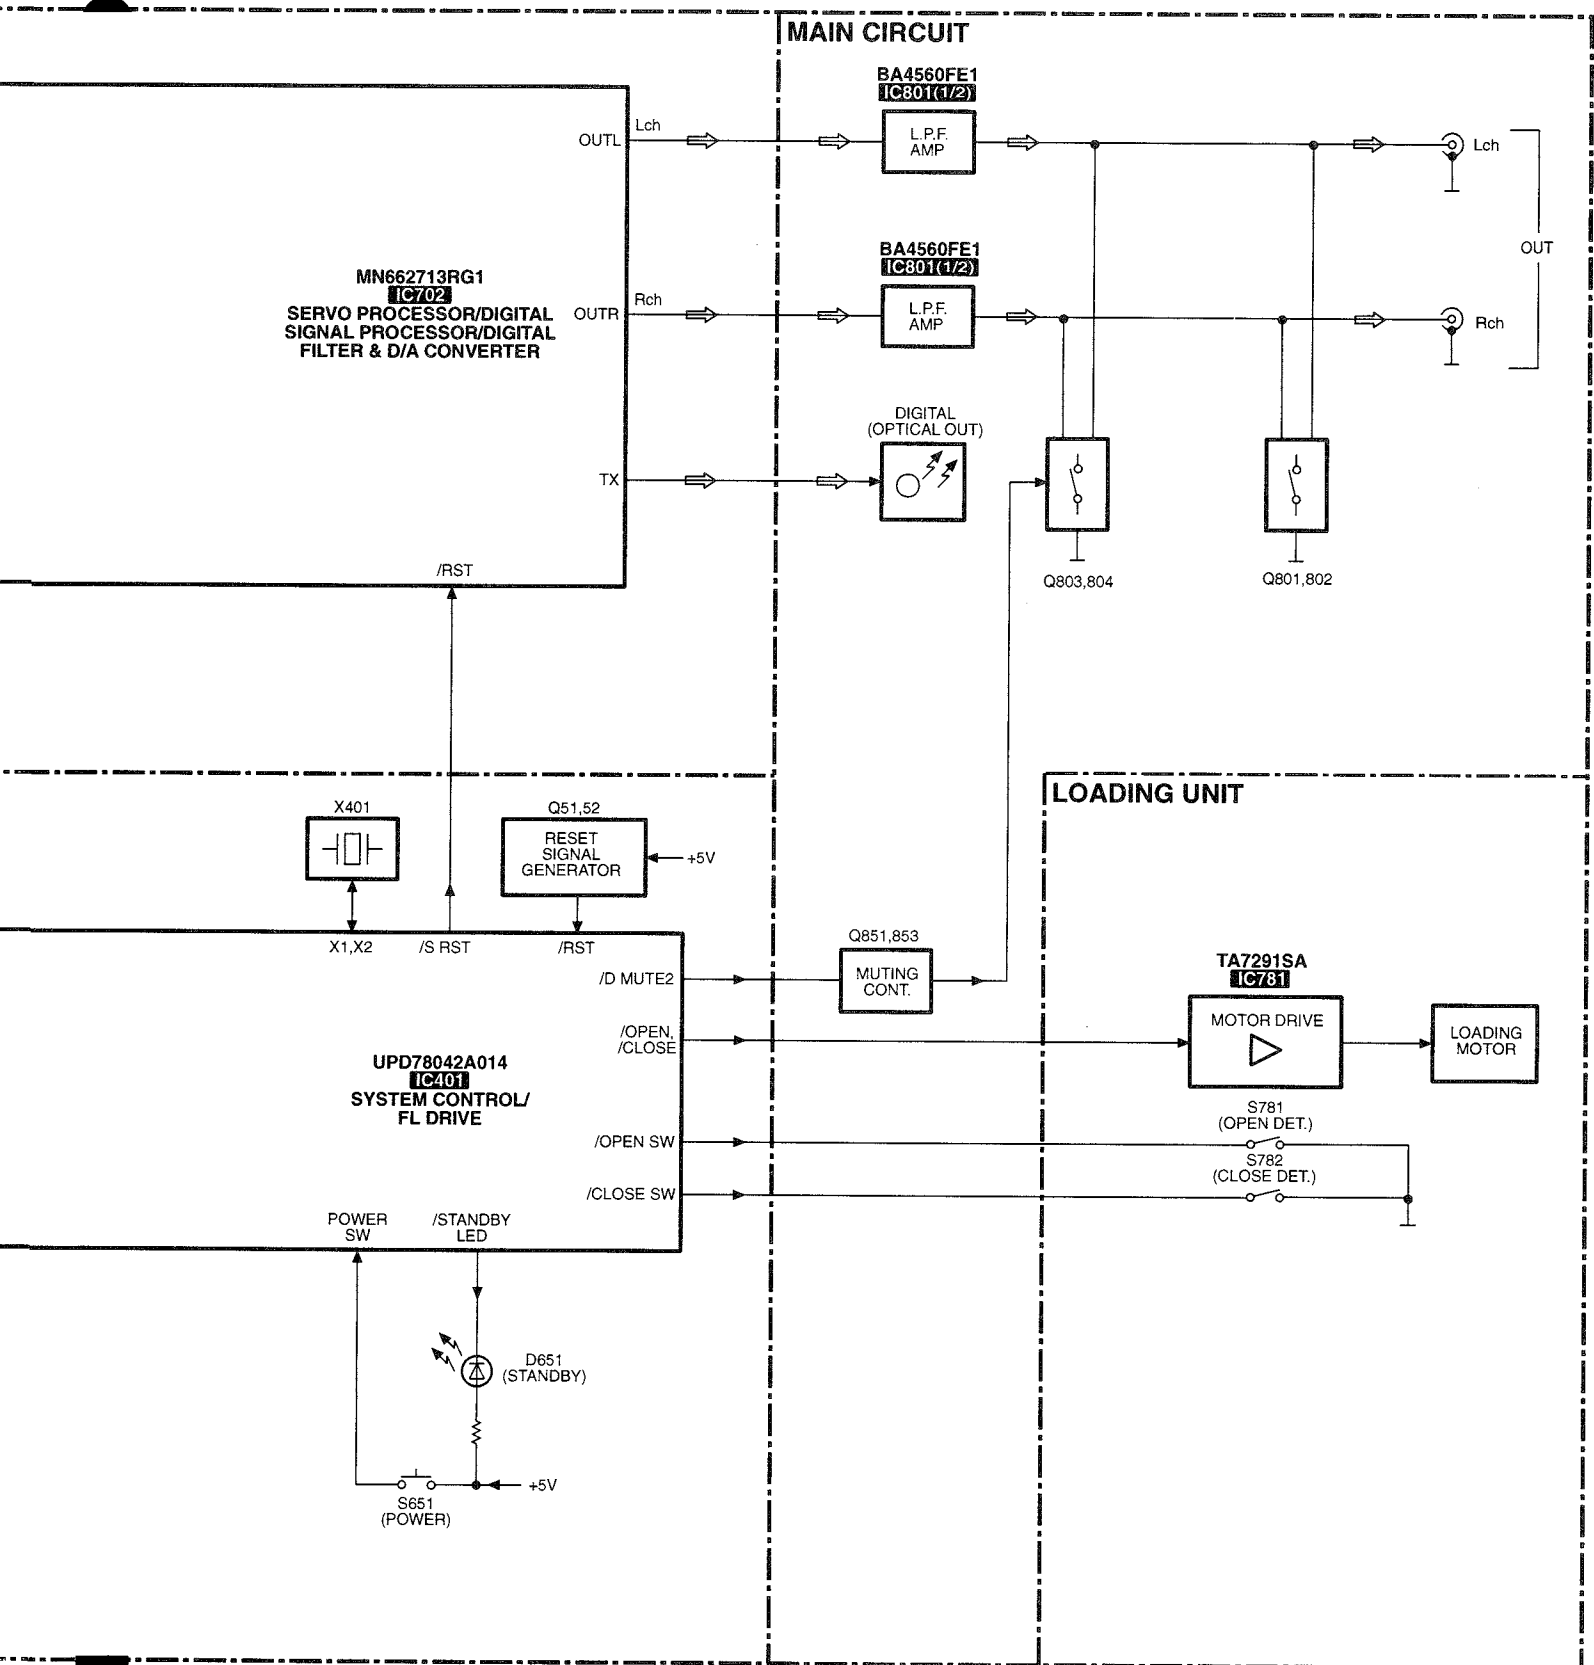 MAIN CIRCUIT
BA4560FE1
IC801(1/2)
L.P.F.
AMP
OUTL
Lch
Lch
OUT
BA4560FE1
IC801(1/2)
L.P.F.
AMP
MN662713RG1
IC702
SERVO PROCESSOR/DIGITAL
SIGNAL PROCESSOR/DIGITAL
FILTER & D/A CONVERTER
OUTR
Rch
Rch
DIGITAL
(OPTICAL OUT)
TX
/RST
Q803,804
Q801,802
LOADING UNIT
X401
Q51,52
RESET
SIGNAL
GENERATOR
+5V
X1,X2
/S RST
/RST
Q851,853
MUTING
CONT.
/D MUTE2
/OPEN,
/CLOSE
TA7291SA
IC781
MOTOR DRIVE
LOADING
MOTOR
UPD78042A014
IC401
SYSTEM CONTROL/
FL DRIVE
S781
(OPEN DET.)
/OPEN SW
S782
(CLOSE DET.)
/CLOSE SW
POWER
SW
/STANDBY
LED
D651
(STANDBY)
+5V
S651
(POWER)